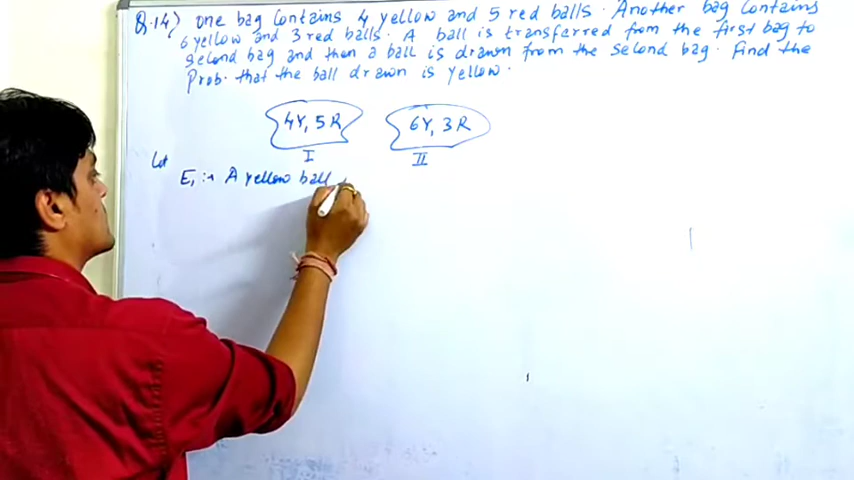 Q.14) One bag contains 4 yellow and 5 red balls. Another bag contains
6 yellow and 3 red balls. A ball is transferred from the first bag to
second bag and then a ball is drawn from the second bag. Find the
Prob. that the ball drawn is yellow.
4Y, 5R 6Y, 3R
I II
Let
E₁ :→ A yellow ball